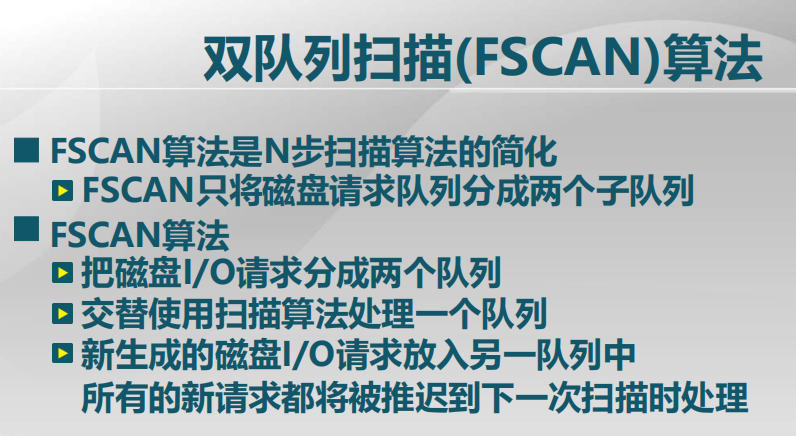 双队列扫描(FSCAN)算法
FSCAN算法是N步扫描算法的简化
FSCAN只将磁盘请求队列分成两个子队列
FSCAN算法
把磁盘I/O请求分成两个队列
交替使用扫描算法处理一个队列
新生成的磁盘I/O请求放入另一队列中
所有的新请求都将被推迟到下一次扫描时处理